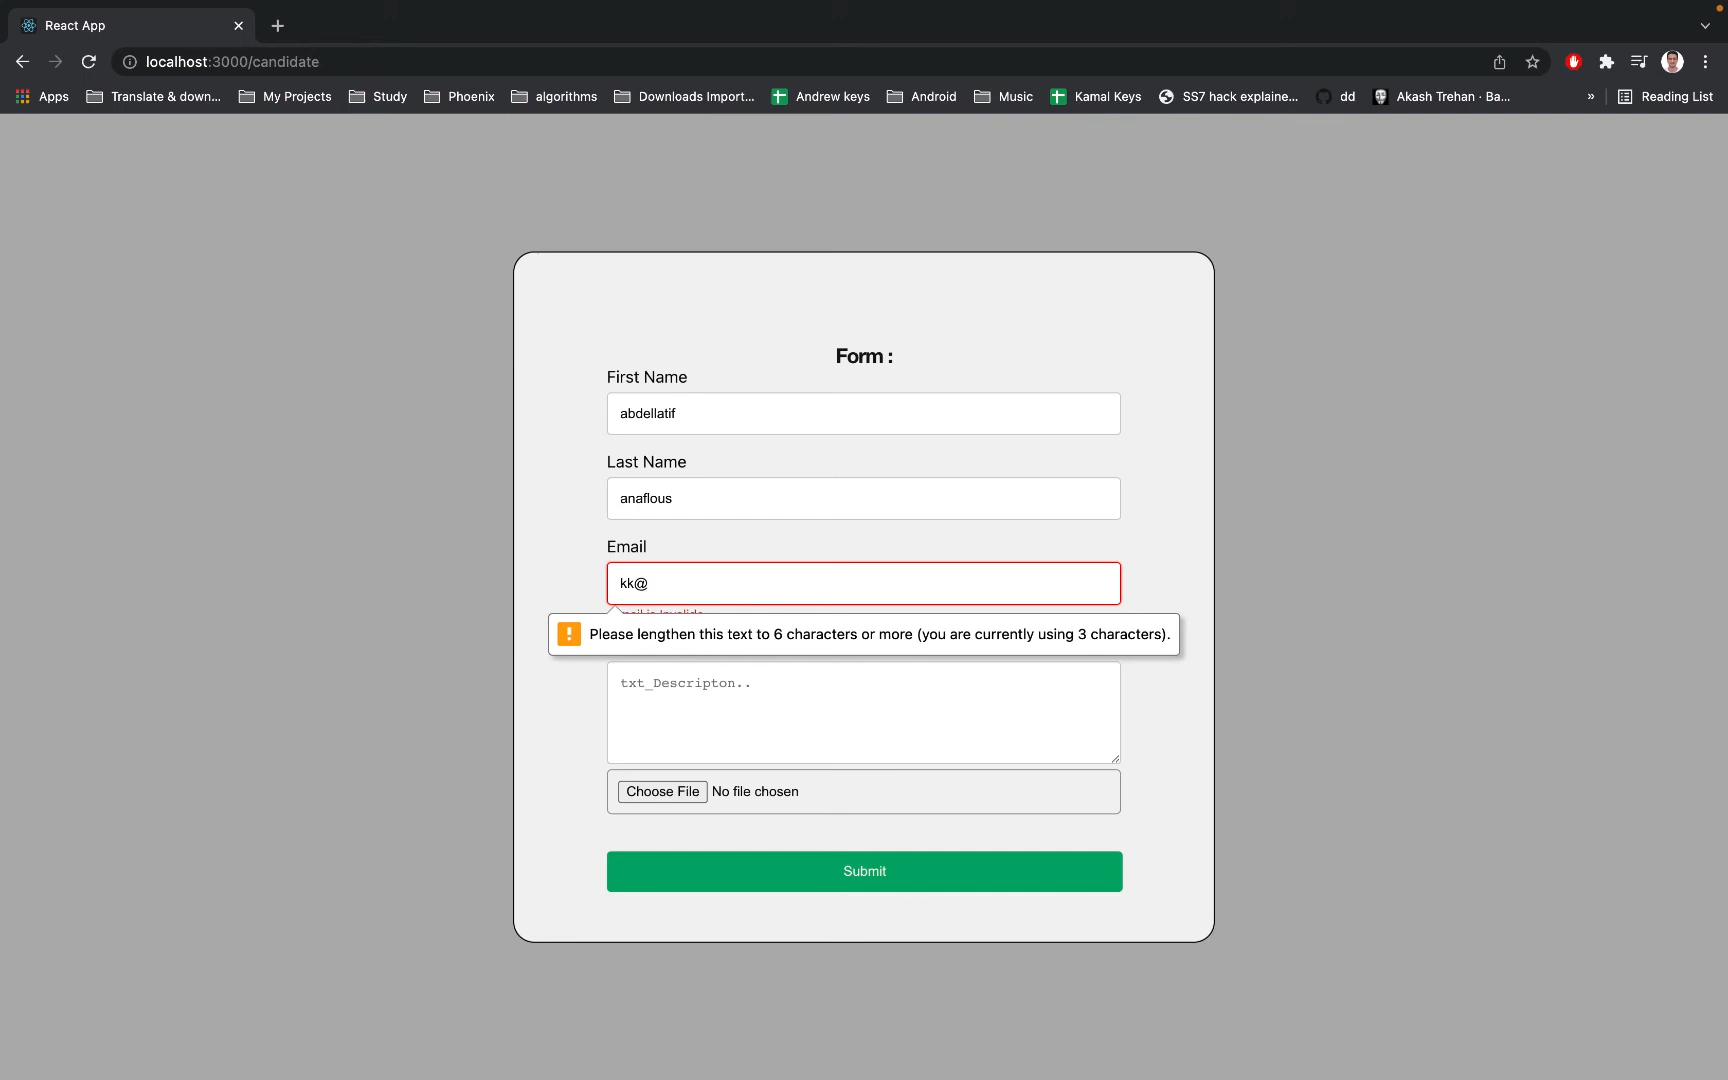 React App
localhost:3000/candidate
Apps Translate & down... My Projects Study Phoenix algorithms Downloads Import... Andrew keys Android Music Kamal Keys SS7 hack explaine... dd Akash Trehan · Ba... » Reading List
Form :
First Name
abdellatif
Last Name
anaflous
Email
kk@
Please lengthen this text to 6 characters or more (you are currently using 3 characters).
txt_Descripton..
Choose File No file chosen
Submit